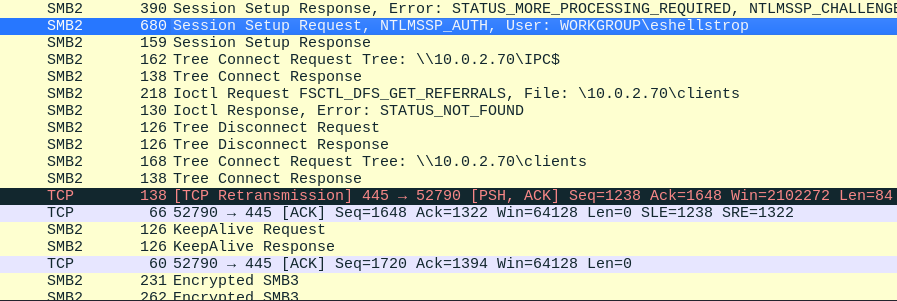 SMB2 390 Session Setup Response, Error: STATUS_MORE_PROCESSING_REQUIRED, NTLMSSP_CHALLENGE
SMB2 680 Session Setup Request, NTLMSSP_AUTH, User: WORKGROUP\eshellstrop
SMB2 159 Session Setup Response
SMB2 162 Tree Connect Request Tree: \\10.0.2.70\IPC$
SMB2 138 Tree Connect Response
SMB2 218 Ioctl Request FSCTL_DFS_GET_REFERRALS, File: \10.0.2.70\clients
SMB2 130 Ioctl Response, Error: STATUS_NOT_FOUND
SMB2 126 Tree Disconnect Request
SMB2 126 Tree Disconnect Response
SMB2 168 Tree Connect Request Tree: \\10.0.2.70\clients
SMB2 138 Tree Connect Response
TCP 138 [TCP Retransmission] 445 → 52790 [PSH, ACK] Seq=1238 Ack=1648 Win=2102272 Len=84
TCP 66 52790 → 445 [ACK] Seq=1648 Ack=1322 Win=64128 Len=0 SLE=1238 SRE=1322
SMB2 126 KeepAlive Request
SMB2 126 KeepAlive Response
TCP 60 52790 → 445 [ACK] Seq=1720 Ack=1394 Win=64128 Len=0
SMB2 231 Encrypted SMB3
SMB2 262 Encrypted SMB3